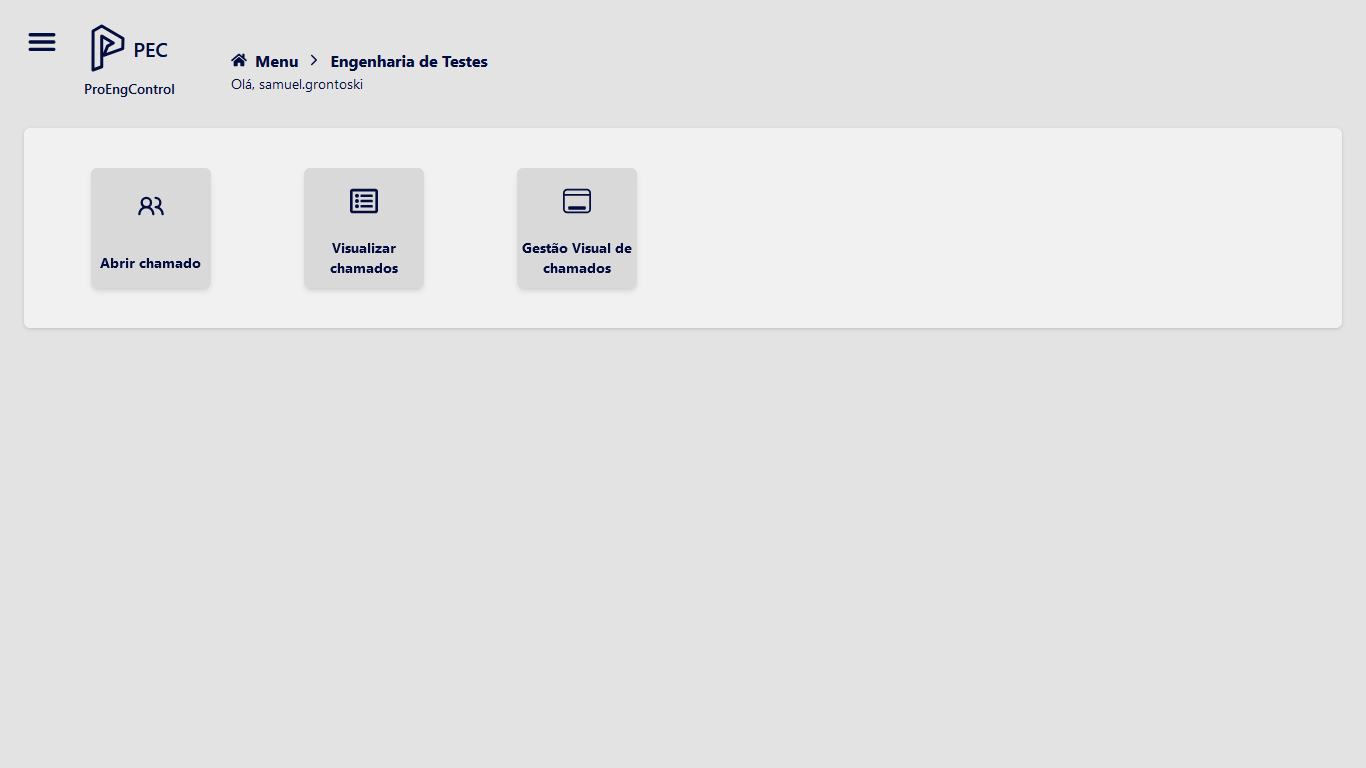 PEC
ProEngControl
Menu > Engenharia de Testes
Olá, samuel.grontoski
Abrir chamado
Visualizar
chamados
Gestão Visual de
chamados